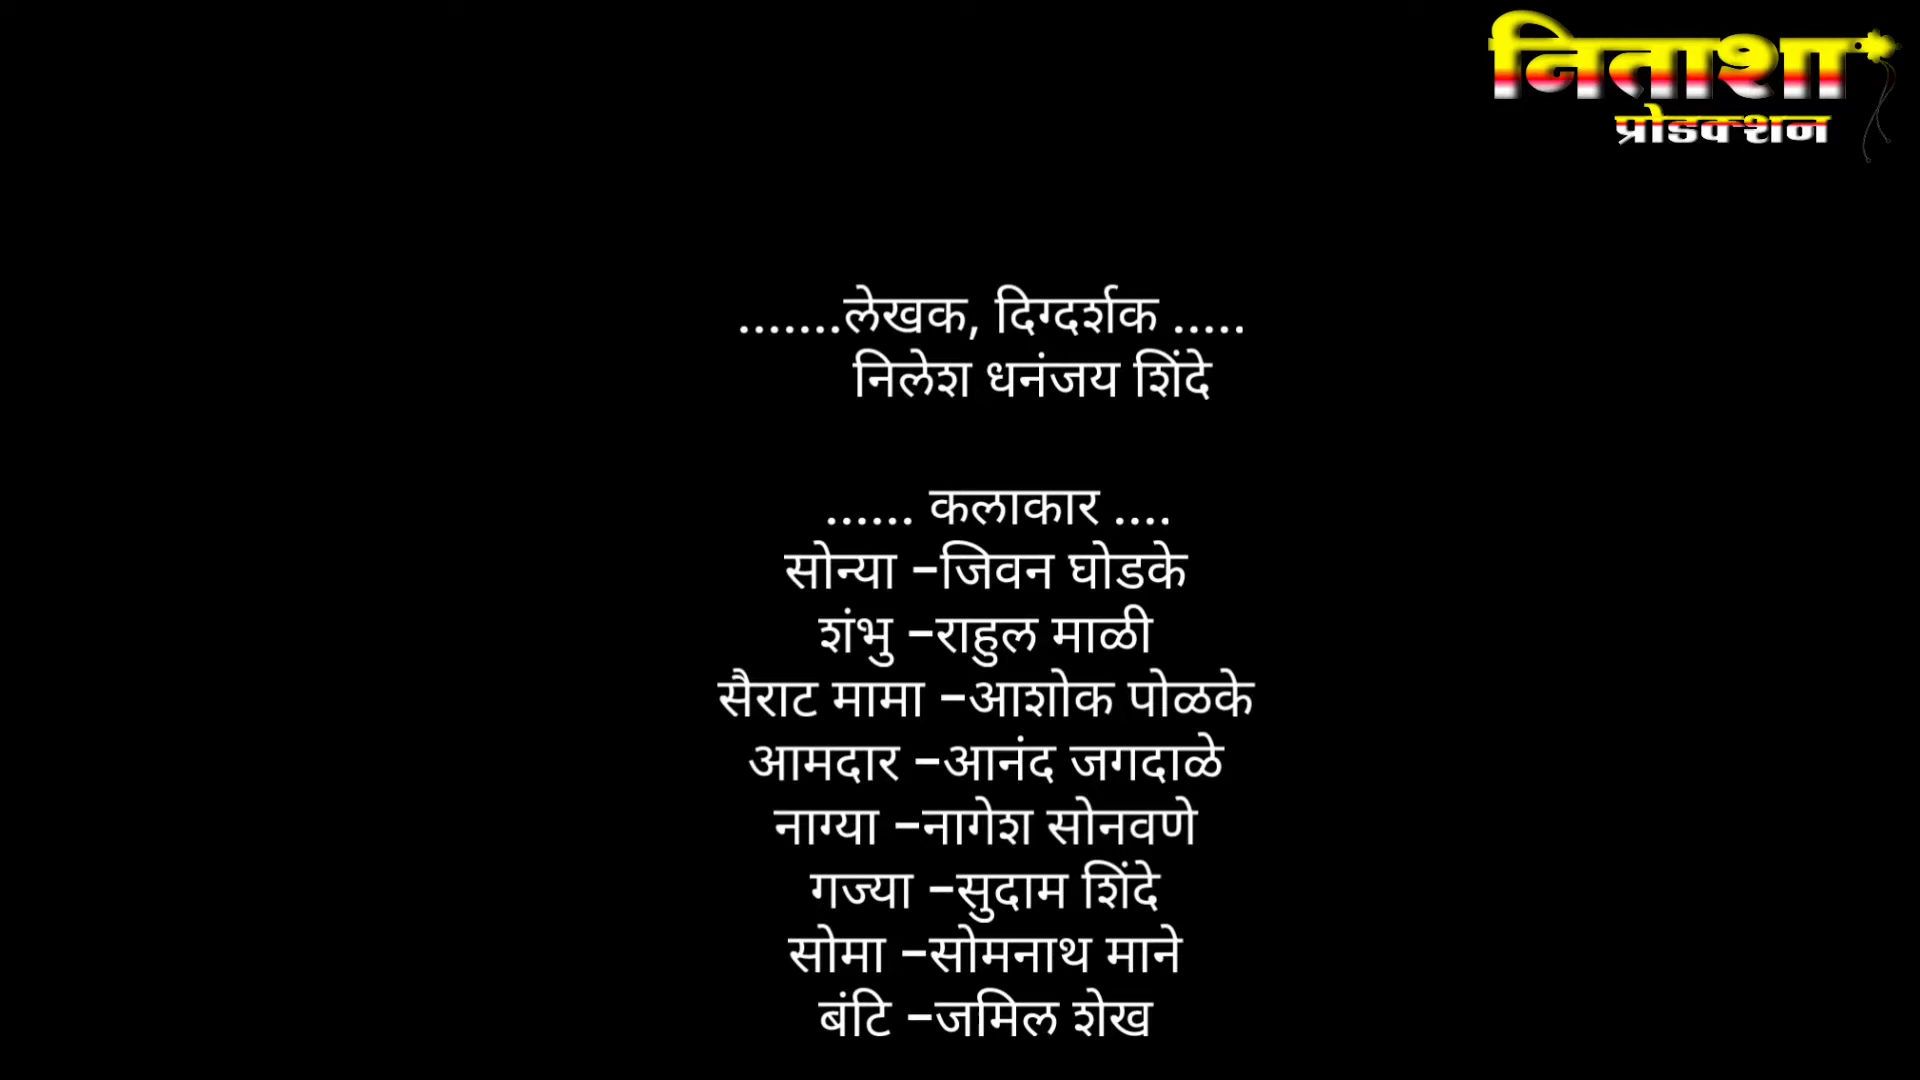 निताशा
प्रोडक्शन
.......लेखक, दिग्दर्शक .....
निलेश धनंजय शिंदे
...... कलाकार ....
सोन्या -जिवन घोडके
शंभु -राहुल माळी
सैराट मामा -आशोक पोळके
आमदार -आनंद जगदाळे
नाग्या -नागेश सोनवणे
गज्या -सुदाम शिंदे
सोमा -सोमनाथ माने
बंटि -जमिल शेख